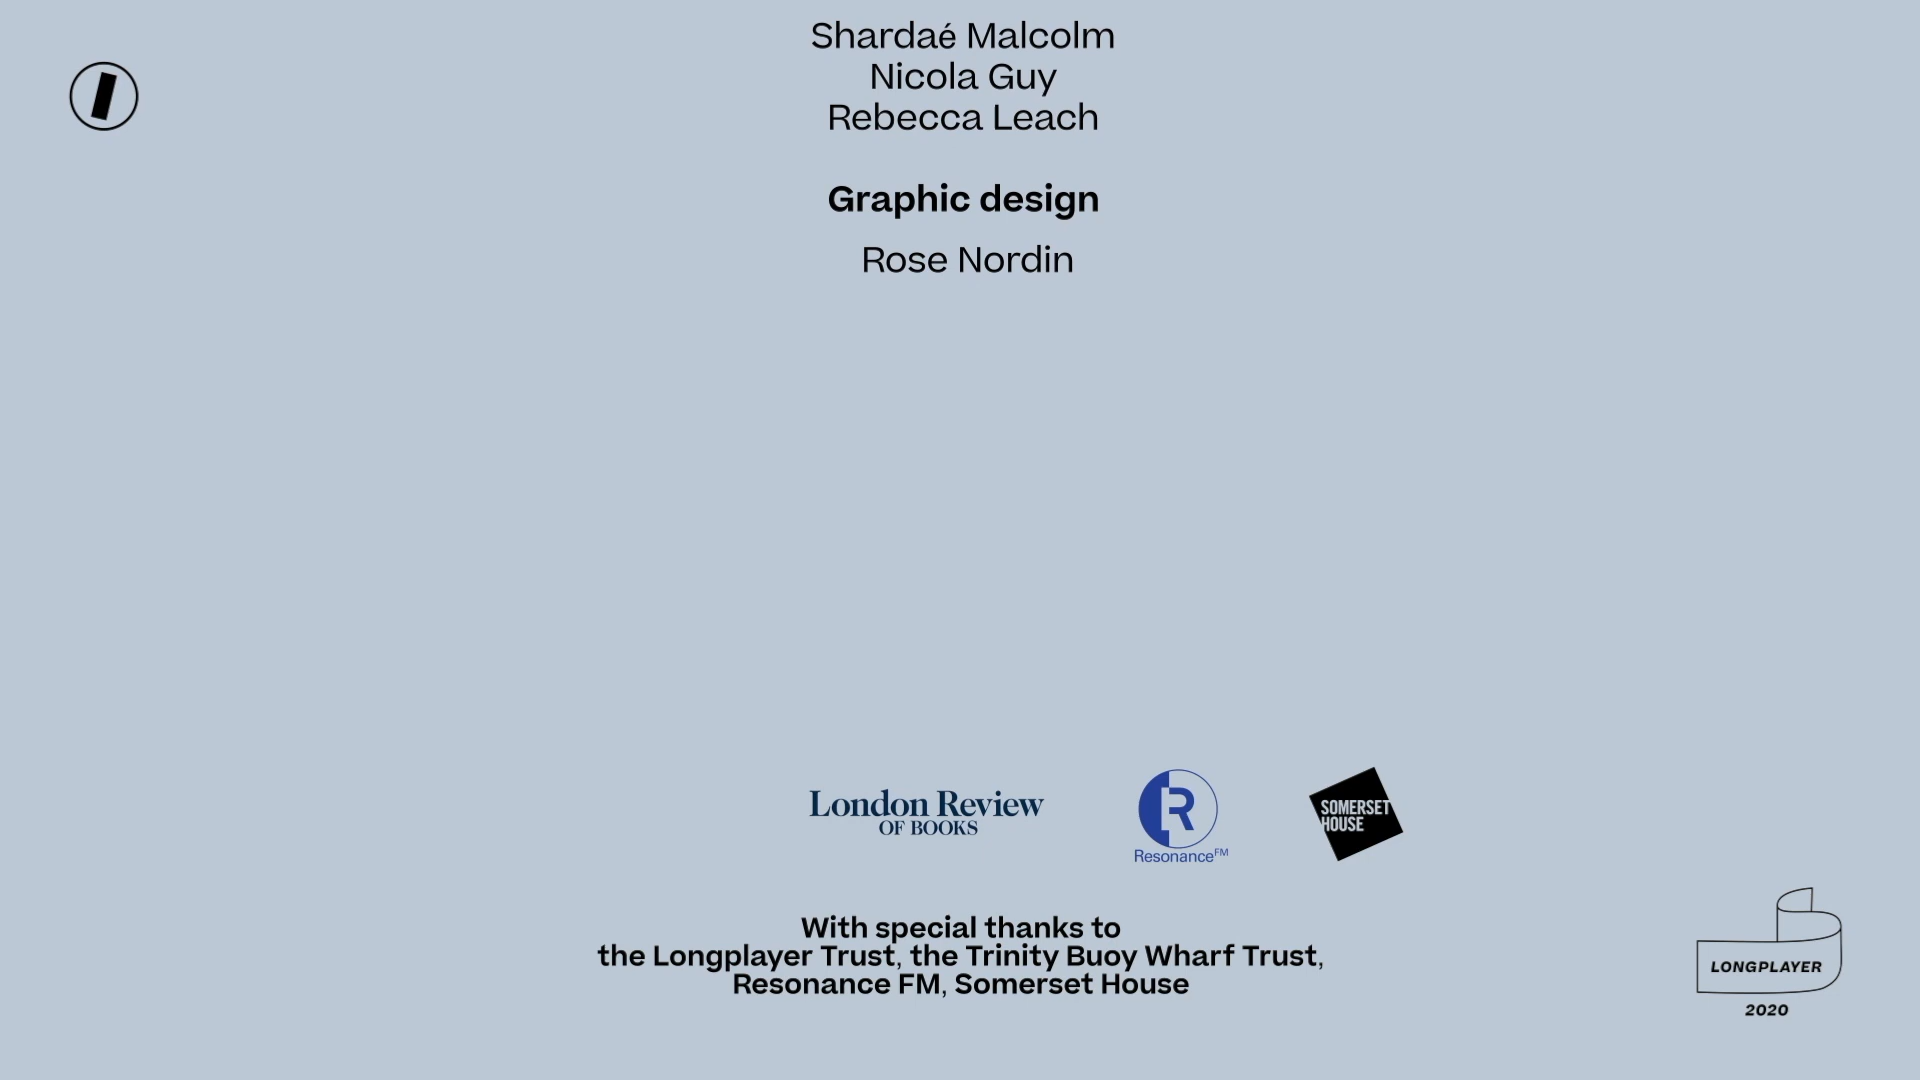 Shardaé Malcolm
Nicola Guy
Rebecca Leach
Graphic design
Rose Nordin
London Review
OF BOOKS
R
Resonance FM
SOMERSET
HOUSE
With special thanks to
the Longplayer Trust, the Trinity Buoy Wharf Trust,
Resonance FM, Somerset House
LONGPLAYER
2020